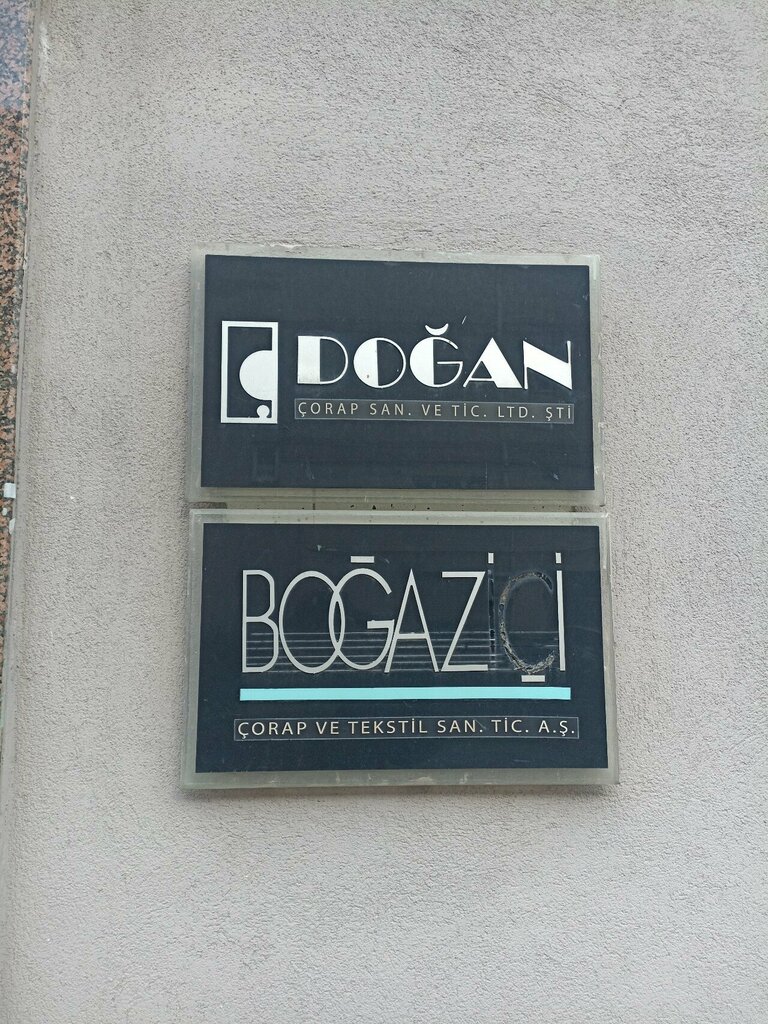 DOĞAN
ÇORAP SAN. VE TİC. LTD. ŞTİ
BOĞAZİÇİ
ÇORAP VE TEKSTİL SAN. TİC. A.Ş.